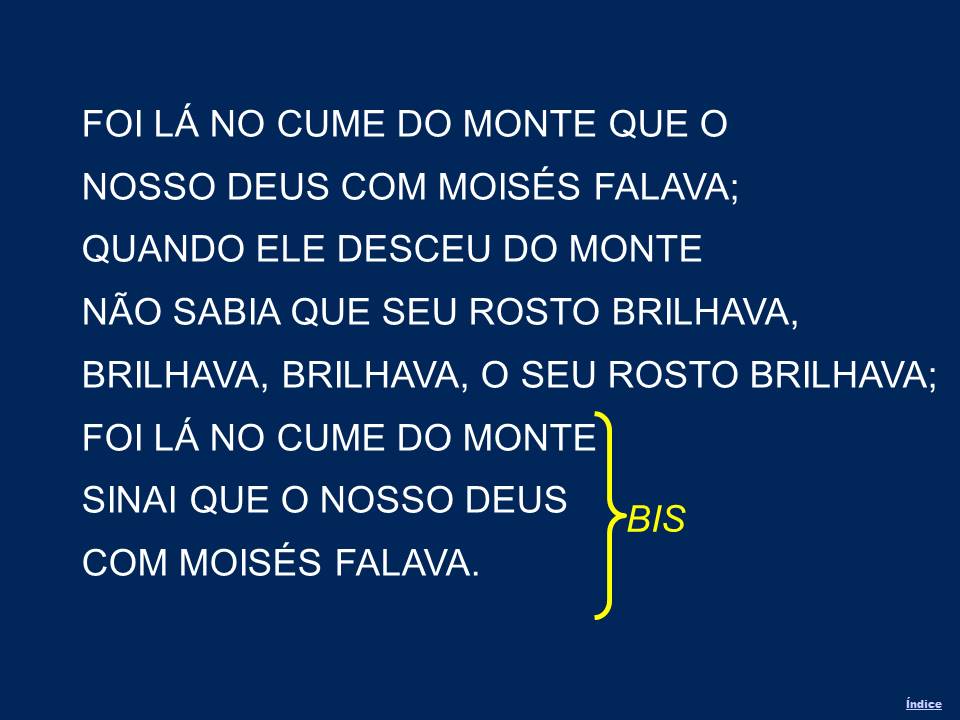 FOI LÁ NO CUME DO MONTE QUE O
NOSSO DEUS COM MOISÉS FALAVA;
QUANDO ELE DESCEU DO MONTE
NÃO SABIA QUE SEU ROSTO BRILHAVA,
BRILHAVA, BRILHAVA, O SEU ROSTO BRILHAVA;
FOI LÁ NO CUME DO MONTE
SINAI QUE O NOSSO DEUS
COM MOISÉS FALAVA.
BIS
Índice